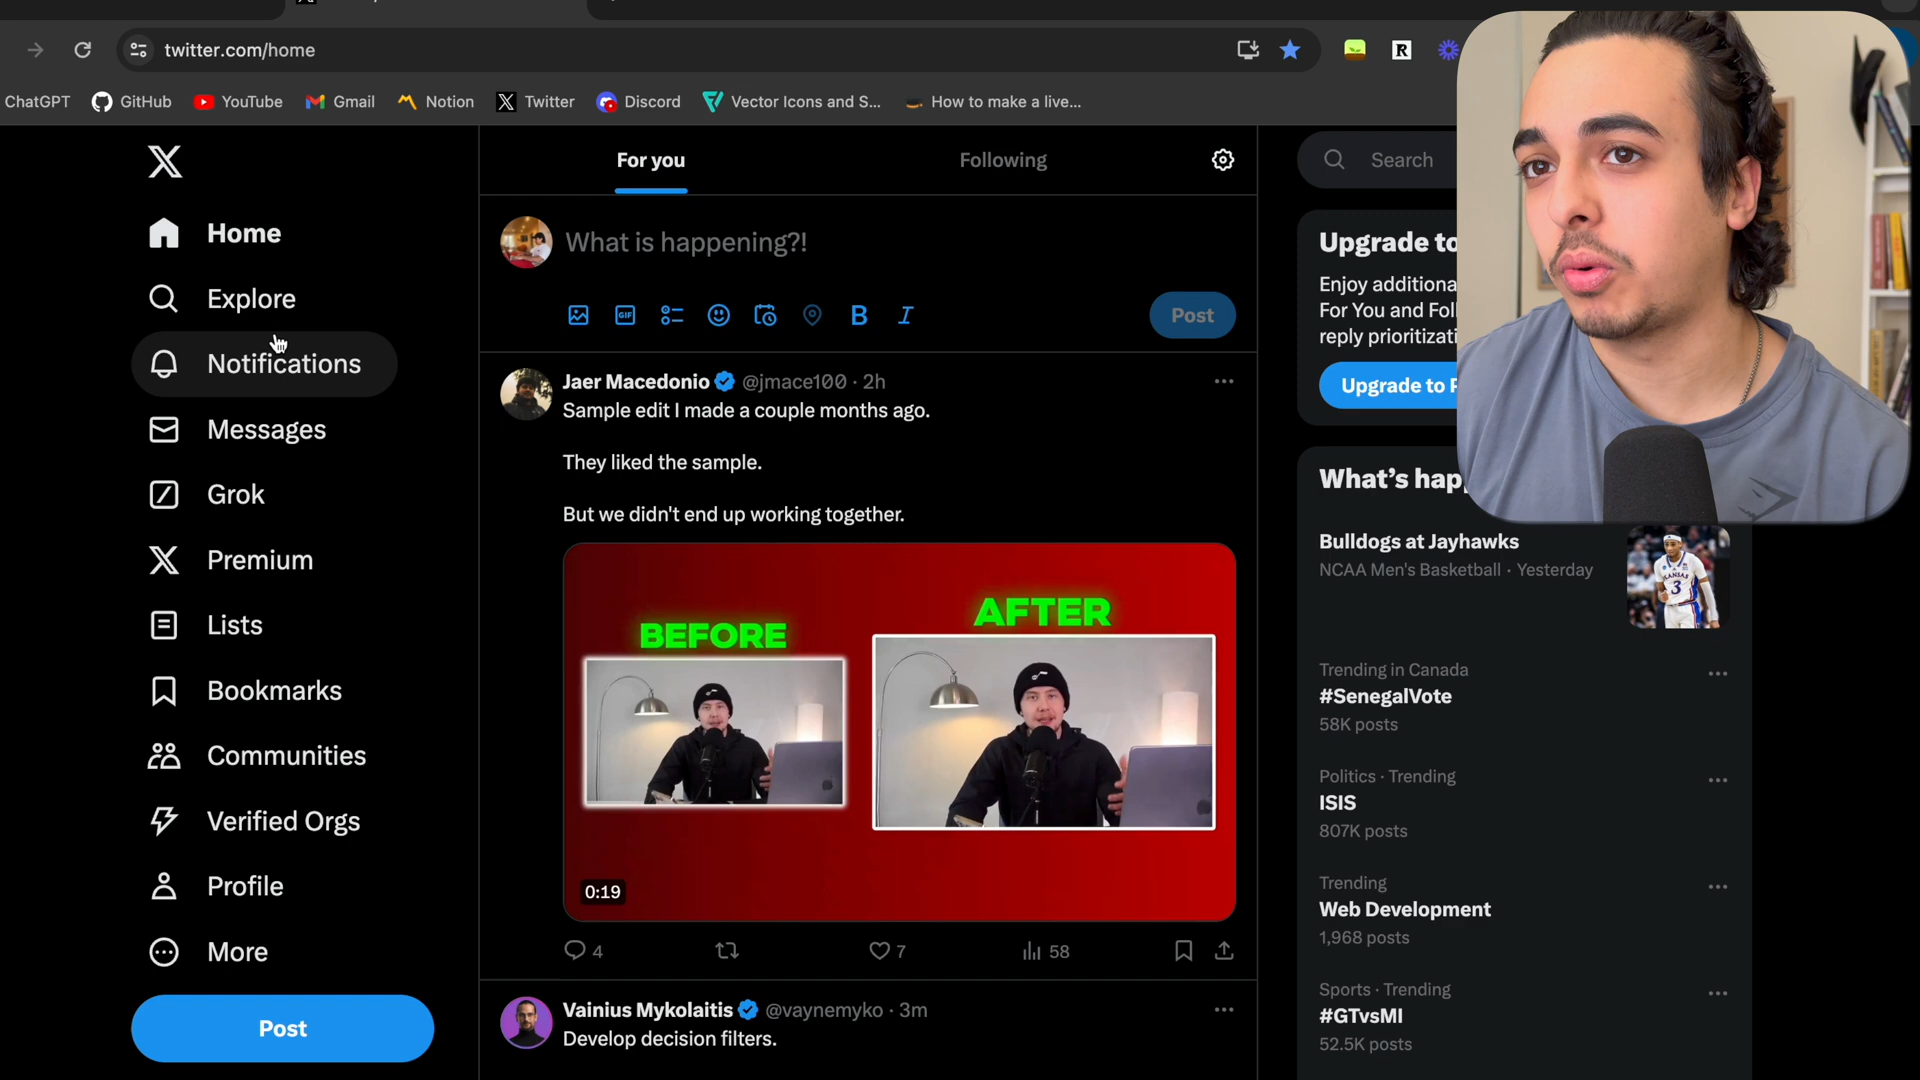 twitter.com/home
R
ChatGPT
GitHub
YouTube
Gmail
Notion
Twitter
Discord
Vector Icons and S...
How to make a live...
Home
Explore
Notifications
Messages
Grok
Premium
Lists
Bookmarks
Communities
Verified Orgs
Profile
More
Post
For you
Following
What is happening?!
GIF
B I
Post
Jaer Macedonio @jmace100 · 2h
Sample edit I made a couple months ago.
They liked the sample.
But we didn't end up working together.
BEFORE
AFTER
0:19
4
7
58
Vainius Mykolaitis @vaynemyko · 3m
Develop decision filters.
Search
Upgrade to
Enjoy additiona
For You and Fol
reply prioritizati
Upgrade to P
What's hap
Bulldogs at Jayhawks
NCAA Men's Basketball · Yesterday
KANSAS
3
Trending in Canada
#SenegalVote
58K posts
Politics · Trending
ISIS
807K posts
Trending
Web Development
1,968 posts
Sports · Trending
#GTvsMI
52.5K posts